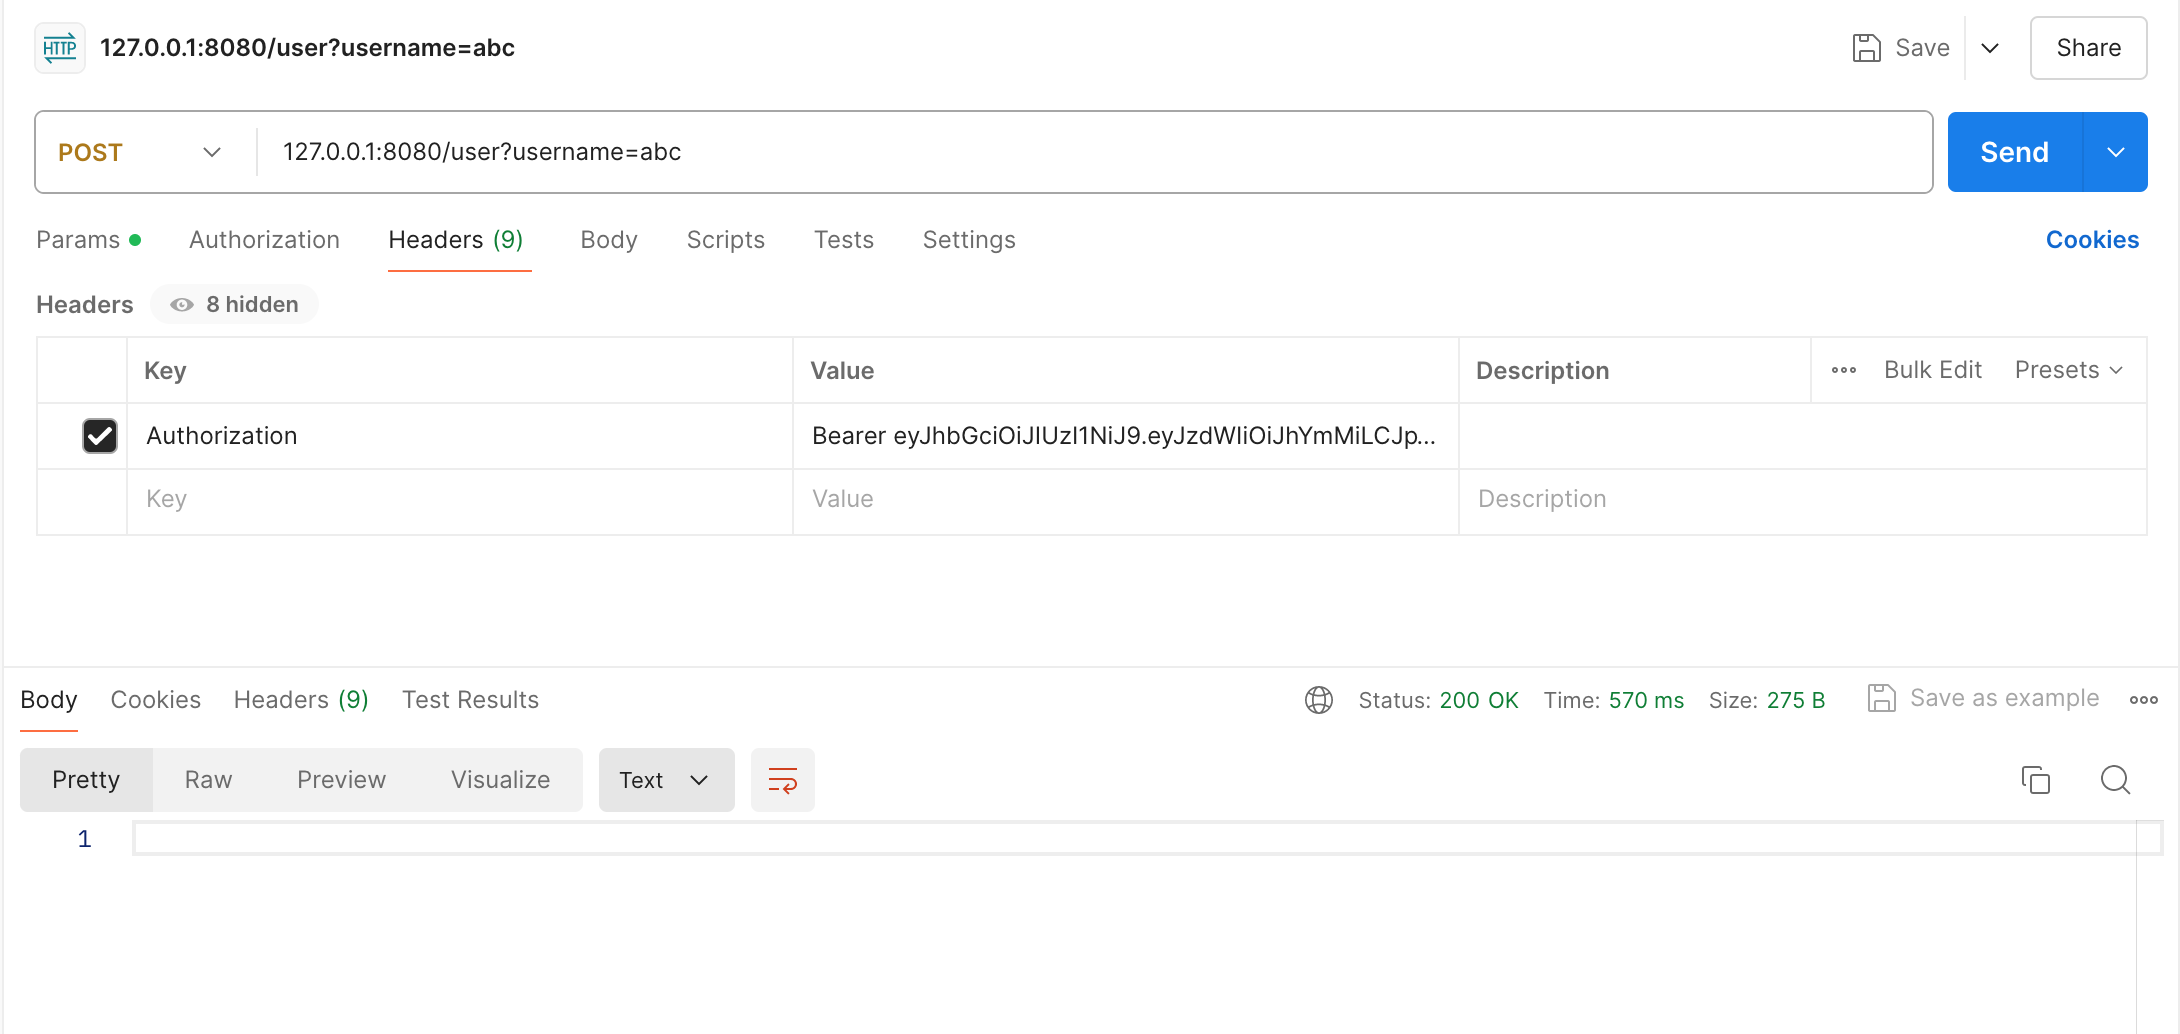 HTTP 127.0.0.1:8080/user?username=abc Save Share
POST 127.0.0.1:8080/user?username=abc Send
Params Authorization Headers (9) Body Scripts Tests Settings Cookies
Headers 8 hidden
Key Value Description Bulk Edit Presets
Authorization Bearer eyJhbGciOiJIUzI1NiJ9.eyJzdWIiOiJhYmMiLCJp...
Key Value Description
Body Cookies Headers (9) Test Results Status: 200 OK Time: 570 ms Size: 275 B Save as example
Pretty Raw Preview Visualize Text
1